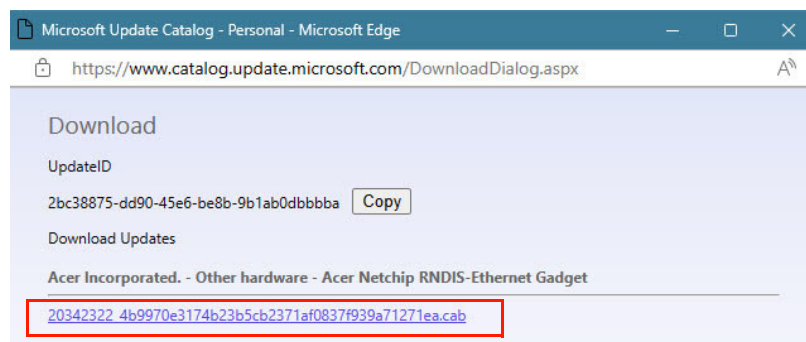 Microsoft Update Catalog - Personal - Microsoft Edge
https://www.catalog.update.microsoft.com/DownloadDialog.aspx
Download
UpdateID
2bc38875-dd90-45e6-be8b-9b1ab0dbbbba Copy
Download Updates
Acer Incorporated. - Other hardware - Acer Netchip RNDIS-Ethernet Gadget
20342322_4b9970e3174b23b5cb2371af0837f939a71271ea.cab